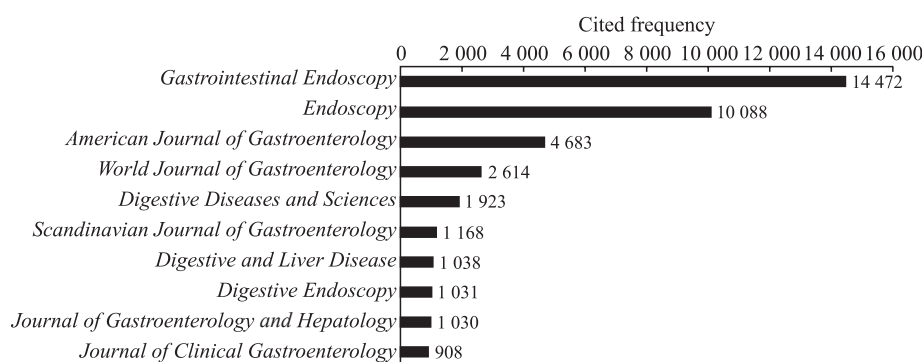 Cited frequency
0 2 000 4 000 6 000 8 000 10 000 12 000 14 000 16 000
Gastrointestinal Endoscopy 14 472
Endoscopy 10 088
American Journal of Gastroenterology 4 683
World Journal of Gastroenterology 2 614
Digestive Diseases and Sciences 1 923
Scandinavian Journal of Gastroenterology 1 168
Digestive and Liver Disease 1 038
Digestive Endoscopy 1 031
Journal of Gastroenterology and Hepatology 1 030
Journal of Clinical Gastroenterology 908